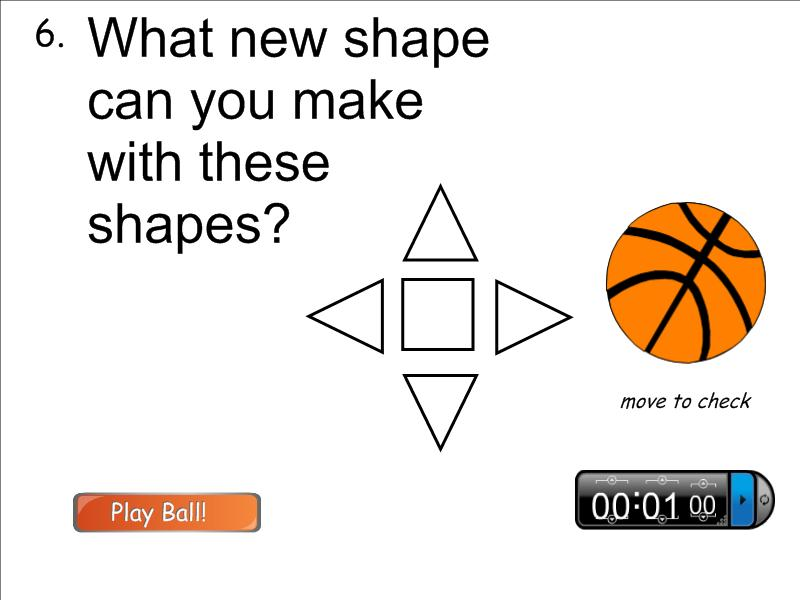 6. What new shape
can you make
with these
shapes?
move to check
Play Ball!
00:01 00